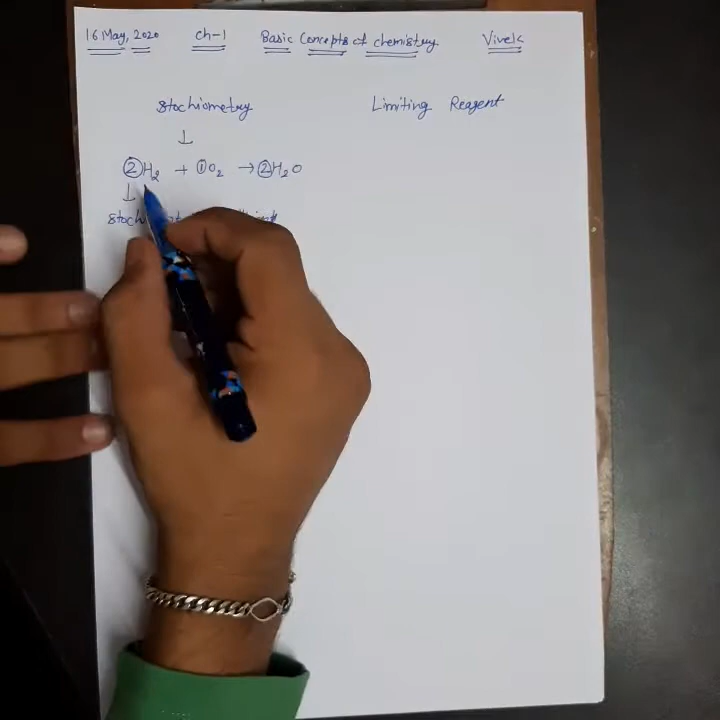 16 May, 2020 ch-1 Basic Concepts of chemistry Vivek
Stochiometry Limiting Reagent
↓
2H₂ + 1O₂ → 2H₂O
↓